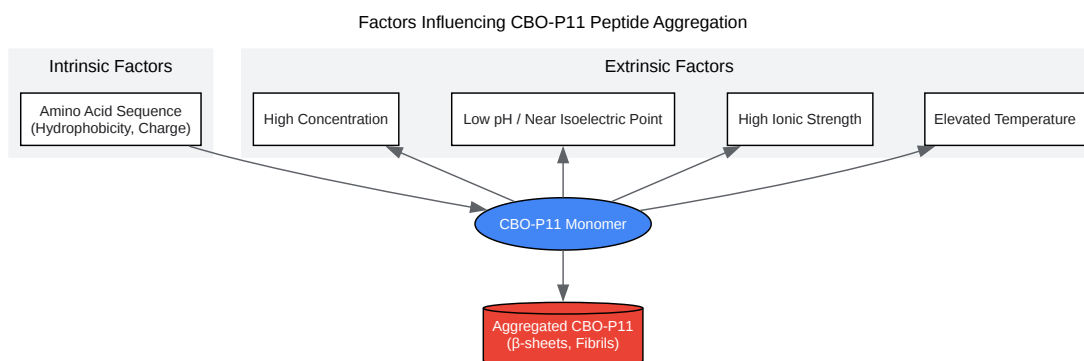 Factors Influencing CBO-P11 Peptide Aggregation
Intrinsic Factors
Extrinsic Factors
Amino Acid Sequence
(Hydrophobicity, Charge)
High Concentration
Low pH / Near Isoelectric Point
High Ionic Strength
Elevated Temperature
CBO-P11 Monomer
Aggregated CBO-P11
(β-sheets, Fibrils)